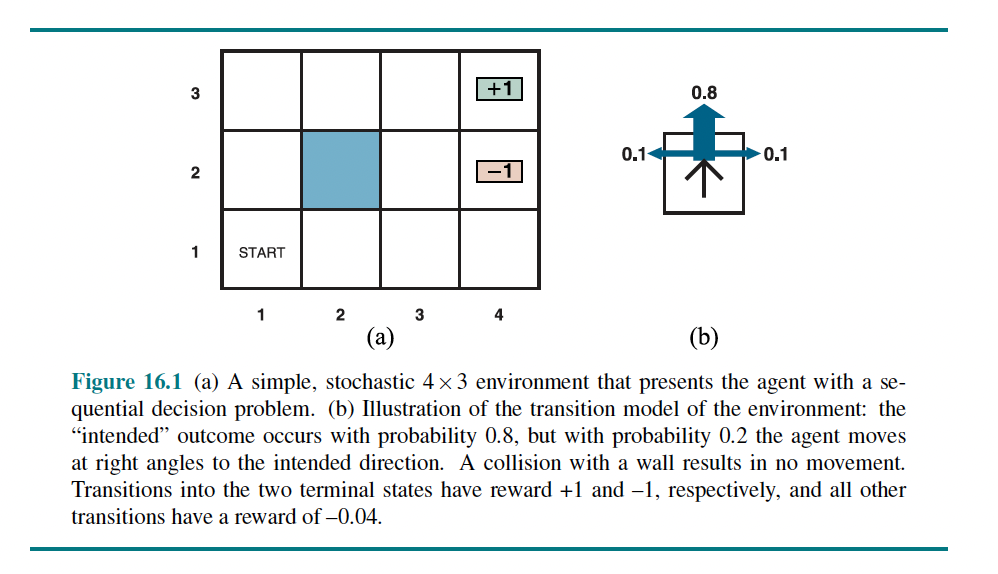 3
+1
2
−1
1
START
1 2 3 4
(a)
0.8
0.1
0.1
(b)
Figure 16.1 (a) A simple, stochastic 4 × 3 environment that presents the agent with a se-
quential decision problem. (b) Illustration of the transition model of the environment: the
“intended” outcome occurs with probability 0.8, but with probability 0.2 the agent moves
at right angles to the intended direction. A collision with a wall results in no movement.
Transitions into the two terminal states have reward +1 and –1, respectively, and all other
transitions have a reward of –0.04.